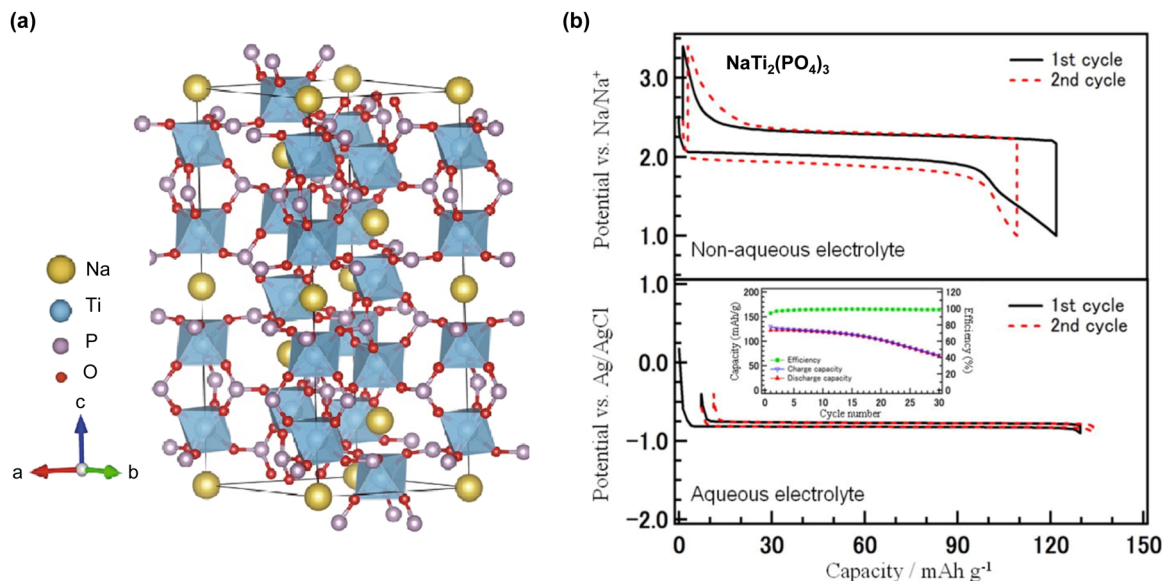 (a)
Na
Ti
P
O
c
a
b
(b)
NaTi₂(PO₄)₃
1st cycle
2nd cycle
Potential vs. Na/Na⁺
3.0
2.0
1.0
Non-aqueous electrolyte
1st cycle
2nd cycle
Potential vs. Ag/AgCl
1.0
0.0
-1.0
-2.0
Capacity (mAh/g)
200
150
100
50
0
120
100
80
60
40
20
0
Efficiency (%)
Efficiency
Charge capacity
Discharge capacity
0
5
10
15
20
25
30
Cycle number
Aqueous electrolyte
0
30
60
90
120
150
Capacity / mAh g⁻¹